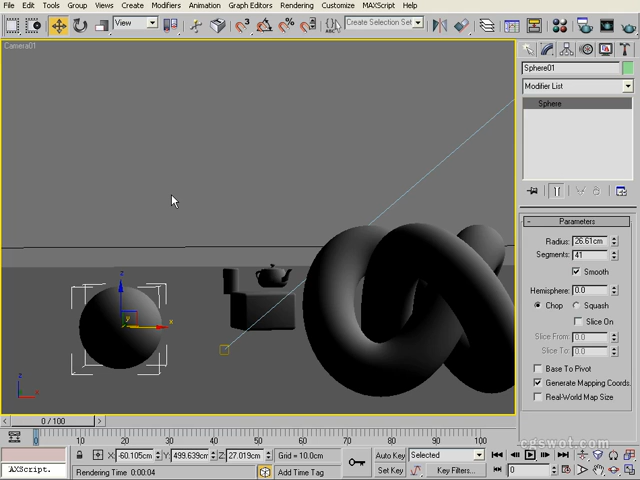 File Edit Tools Group Views Create Modifiers Animation Graph Editors Rendering Customize MAXScript Help
View 3 % ABC Create Selection Set
Camera01
Sphere01
Modifier List
Sphere
- Parameters
Radius: 26.61cm
Segments: 41
Smooth
Hemisphere: 0.0
Chop Squash
Slice On
Slice From: 0.0
Slice To: 0.0
Base To Pivot
Generate Mapping Coords.
Real-World Map Size
z
y x
z
x
< 0 / 100 >
0 10 20 30 40 50 60 70 80 90 100
cgswot.com
X: -60.105cm Y: 499.639cm Z: 27.019cm Grid = 10.0cm Auto Key Selected
'AXScript. Rendering Time 0:00:04 Add Time Tag Set Key Key Filters... 0